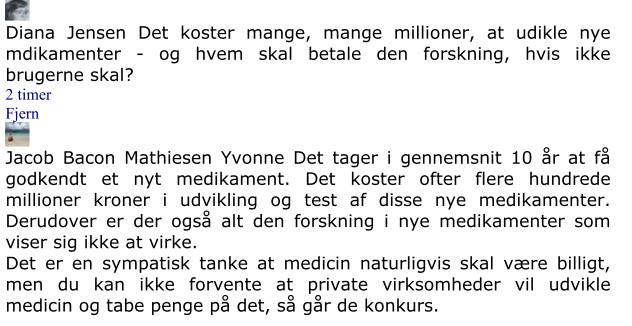 Diana Jensen Det koster mange, mange millioner, at udikle nye
mdikamenter - og hvem skal betale den forskning, hvis ikke
brugerne skal?
2 timer
Fjern
Jacob Bacon Mathiesen Yvonne Det tager i gennemsnit 10 år at få
godkendt et nyt medikament. Det koster ofter flere hundrede
millioner kroner i udvikling og test af disse nye medikamenter.
Derudover er der også alt den forskning i nye medikamenter som
viser sig ikke at virke.
Det er en sympatisk tanke at medicin naturligvis skal være billigt,
men du kan ikke forvente at private virksomheder vil udvikle
medicin og tabe penge på det, så går de konkurs.